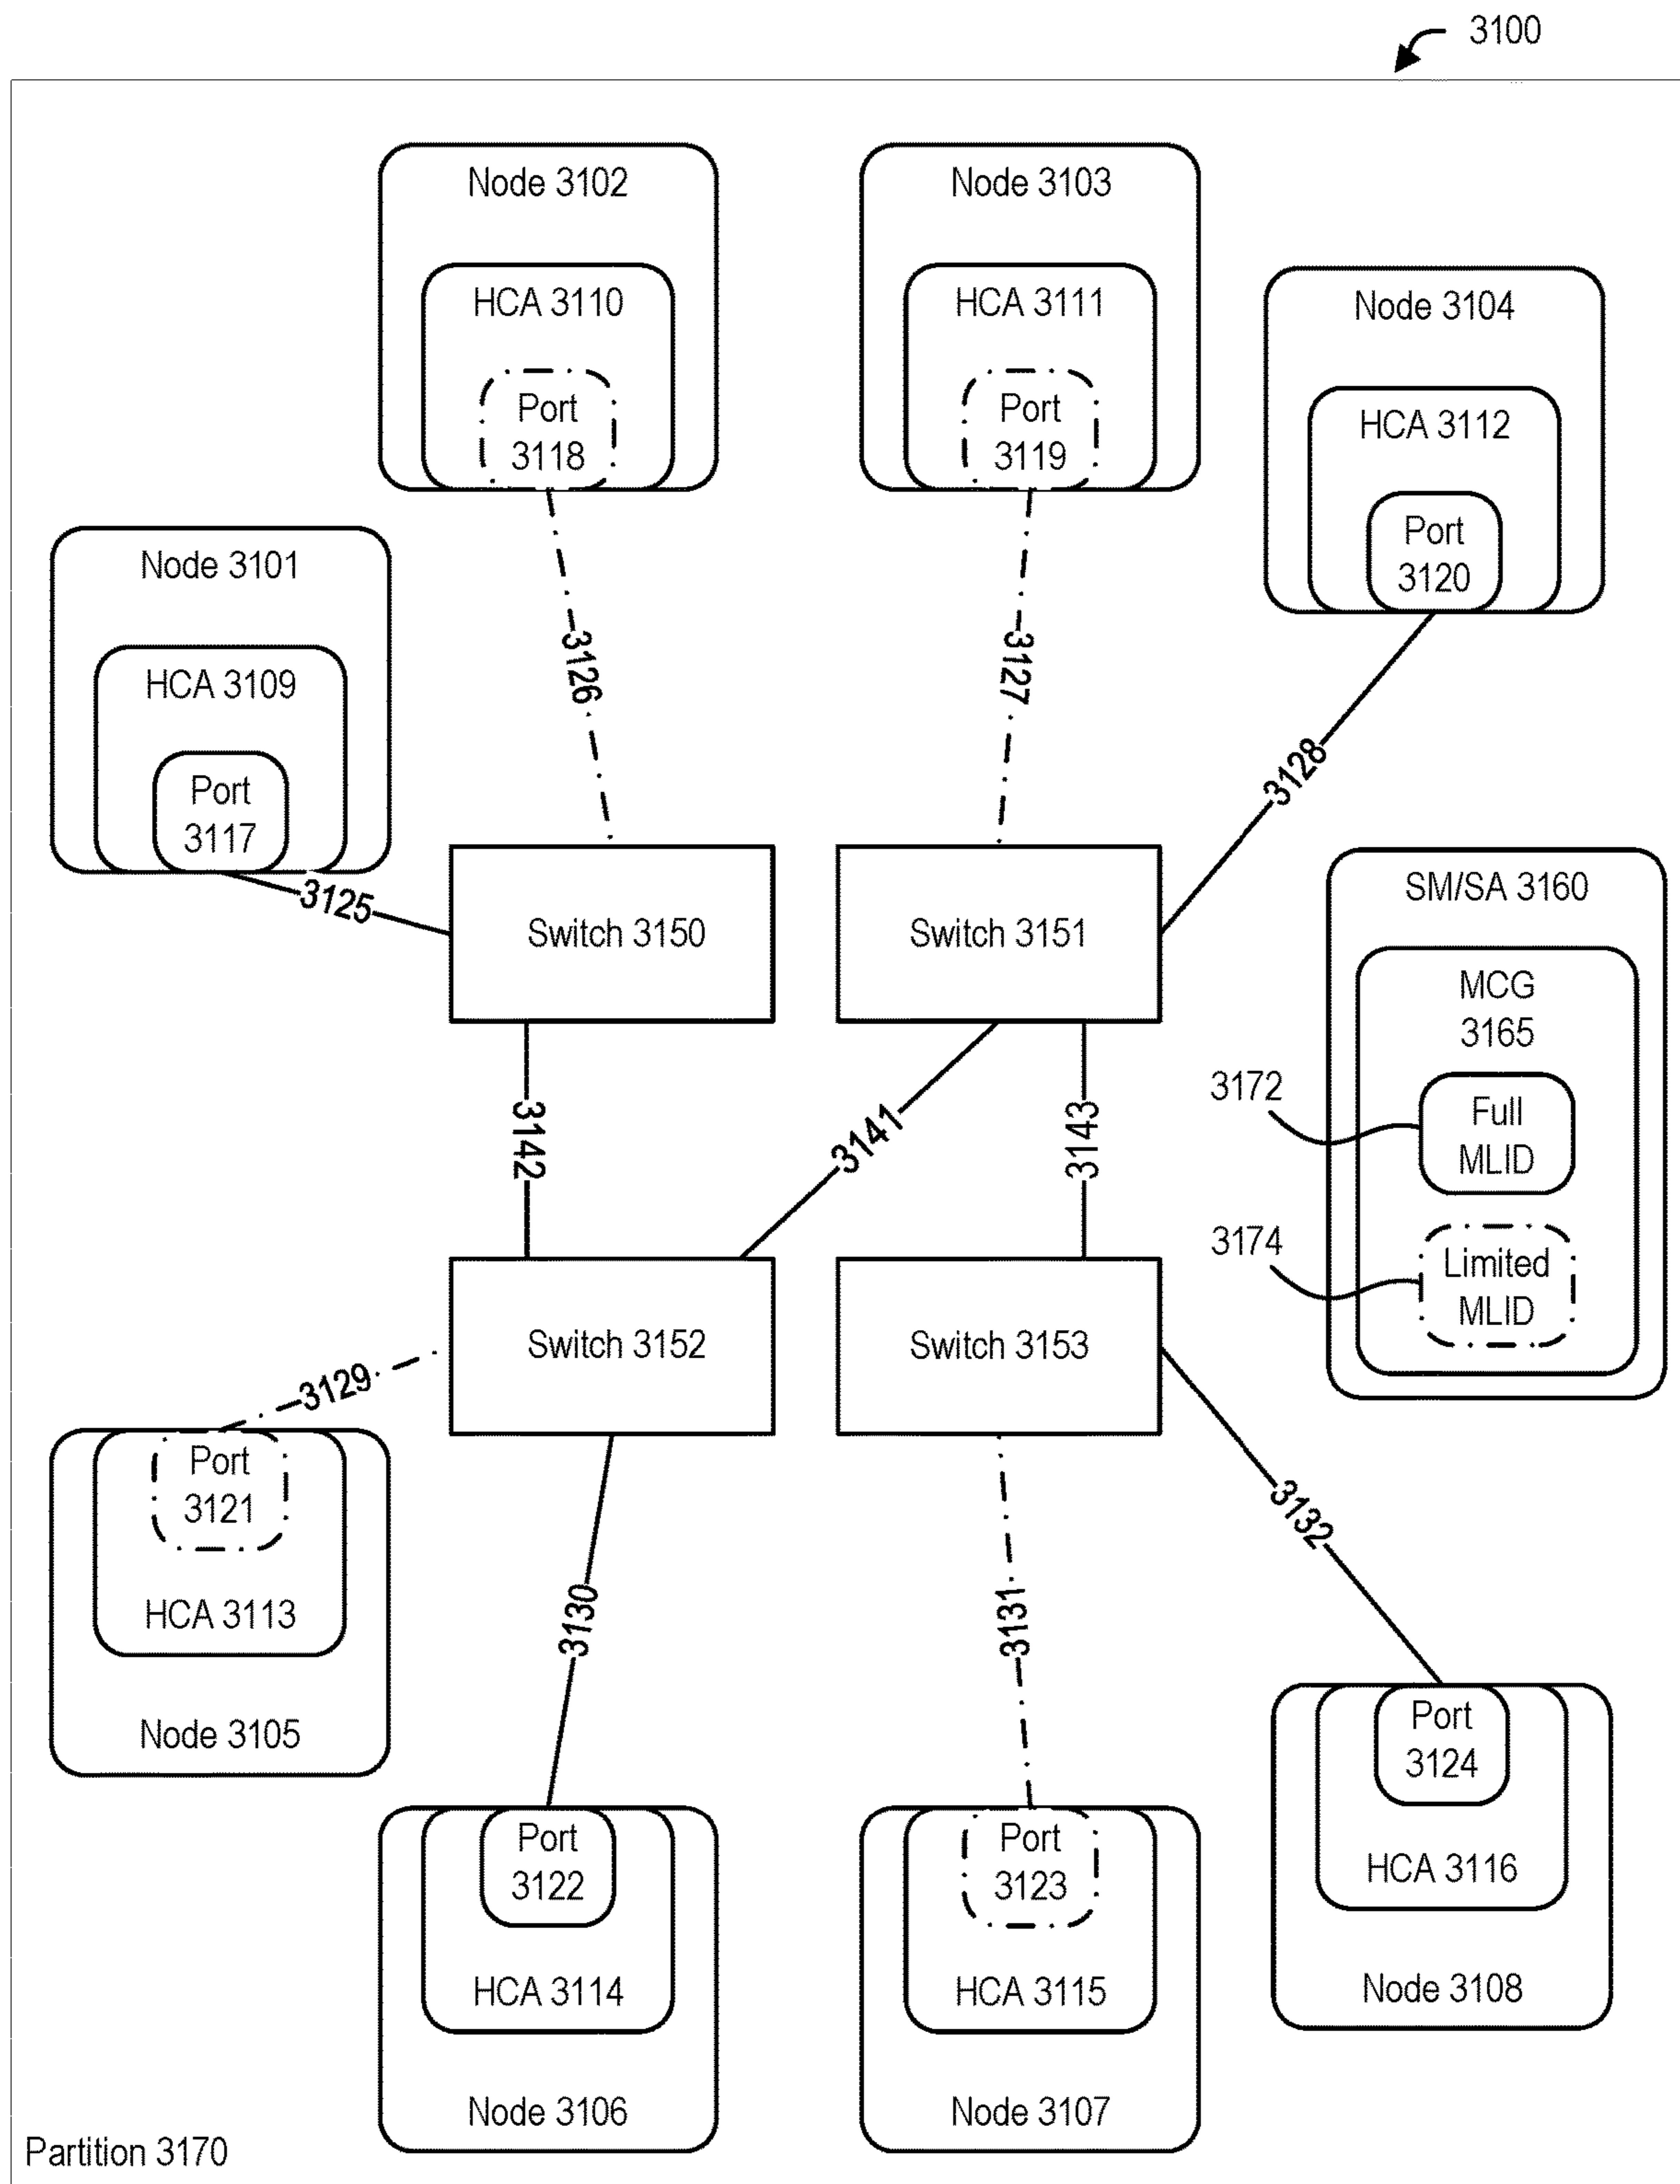 3100
Node 3102
HCA 3110
Port
3118
Node 3103
HCA 3111
Port
3119
Node 3104
HCA 3112
Port
3120
Node 3101
HCA 3109
Port
3117
3126
3127
3128
3125
Switch 3150
Switch 3151
SM/SA 3160
MCG
3165
3172
Full
MLID
3174
Limited
MLID
3142
3141
3143
Switch 3152
Switch 3153
3129
3130
3131
3132
Port
3121
HCA 3113
Node 3105
Port
3122
HCA 3114
Node 3106
Port
3123
HCA 3115
Node 3107
Port
3124
HCA 3116
Node 3108
Partition 3170